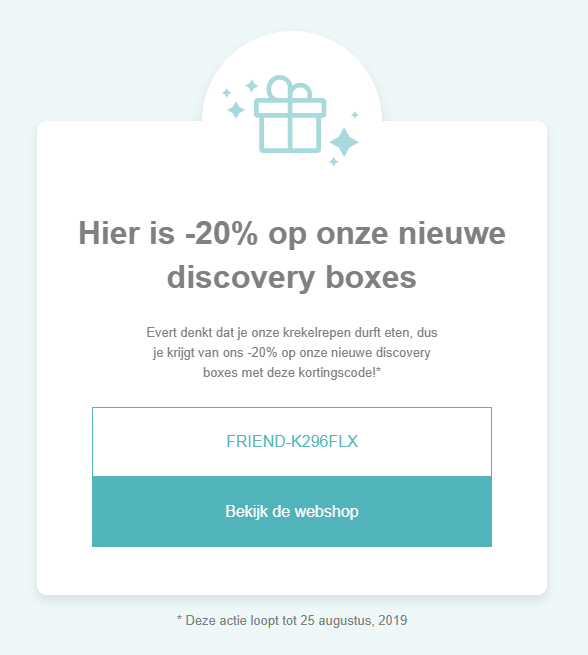 Hier is -20% op onze nieuwe
discovery boxes
Evert denkt dat je onze krekelrepen durft eten, dus
je krijgt van ons -20% op onze nieuwe discovery
boxes met deze kortingscode!*
FRIEND-K296FLX
Bekijk de webshop
* Deze actie loopt tot 25 augustus, 2019